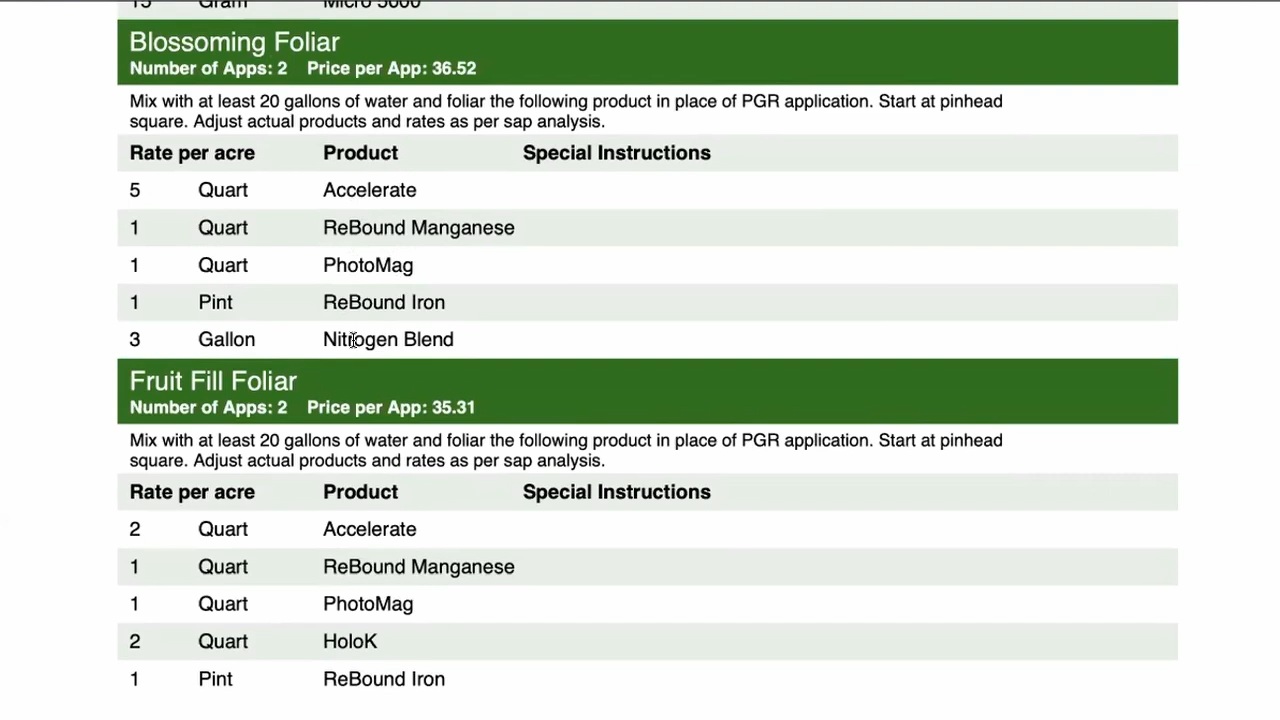 15 Gram Micro 5000
Blossoming Foliar
Number of Apps: 2 Price per App: 36.52
Mix with at least 20 gallons of water and foliar the following product in place of PGR application. Start at pinhead
square. Adjust actual products and rates as per sap analysis.
Rate per acre Product Special Instructions
5 Quart Accelerate
1 Quart ReBound Manganese
1 Quart PhotoMag
1 Pint ReBound Iron
3 Gallon Nitrogen Blend
Fruit Fill Foliar
Number of Apps: 2 Price per App: 35.31
Mix with at least 20 gallons of water and foliar the following product in place of PGR application. Start at pinhead
square. Adjust actual products and rates as per sap analysis.
Rate per acre Product Special Instructions
2 Quart Accelerate
1 Quart ReBound Manganese
1 Quart PhotoMag
2 Quart HoloK
1 Pint ReBound Iron